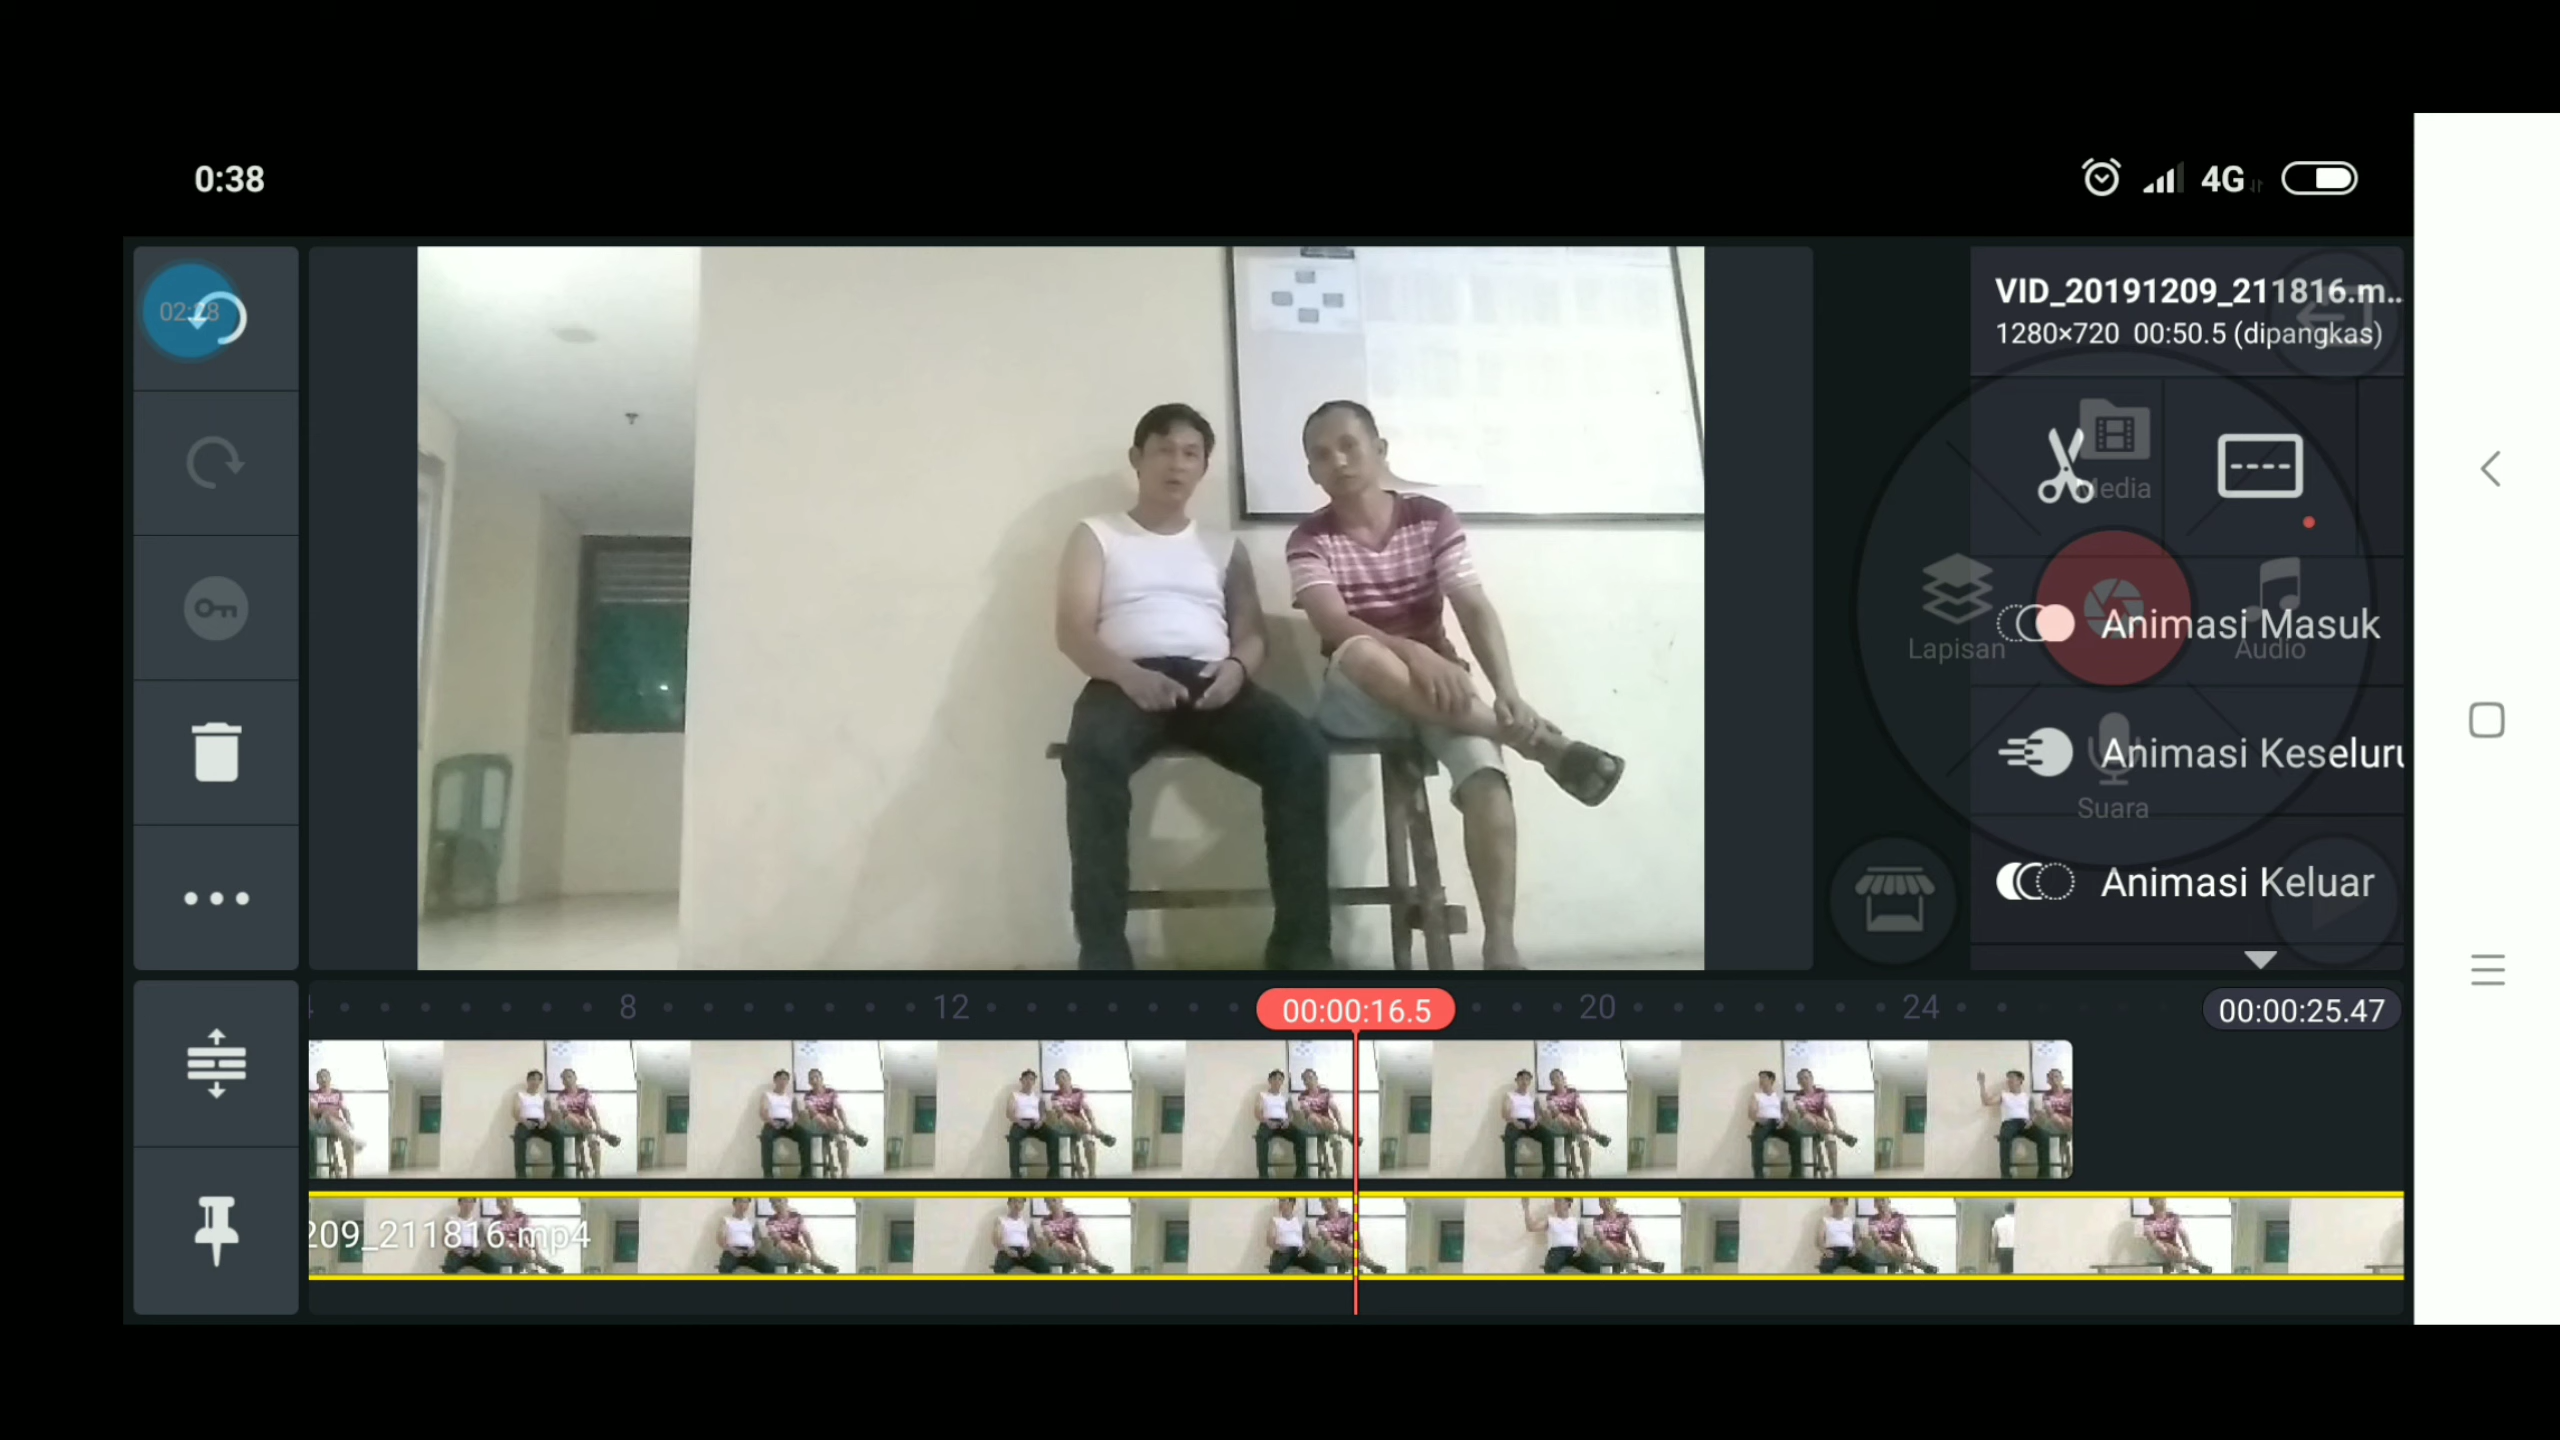 0:38
4G
02:28
VID_20191209_211816.m..
1280×720 00:50.5 (dipangkas)
Media
Lapisan
Animasi Masuk
Audio
Animasi Keseluru
Suara
Animasi Keluar
8
12
00:00:16.5
20
24
00:00:25.47
209_211816.mp4